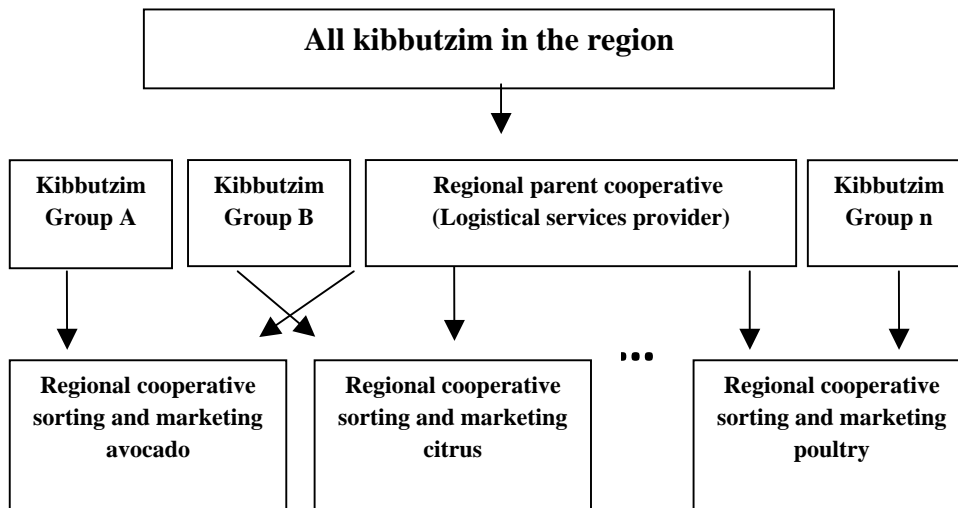 All kibbutzim in the region
Kibbutzim
Group A
Kibbutzim
Group B
Regional parent cooperative
(Logistical services provider)
Kibbutzim
Group n
...
Regional cooperative
sorting and marketing
avocado
Regional cooperative
sorting and marketing
citrus
Regional cooperative
sorting and marketing
poultry